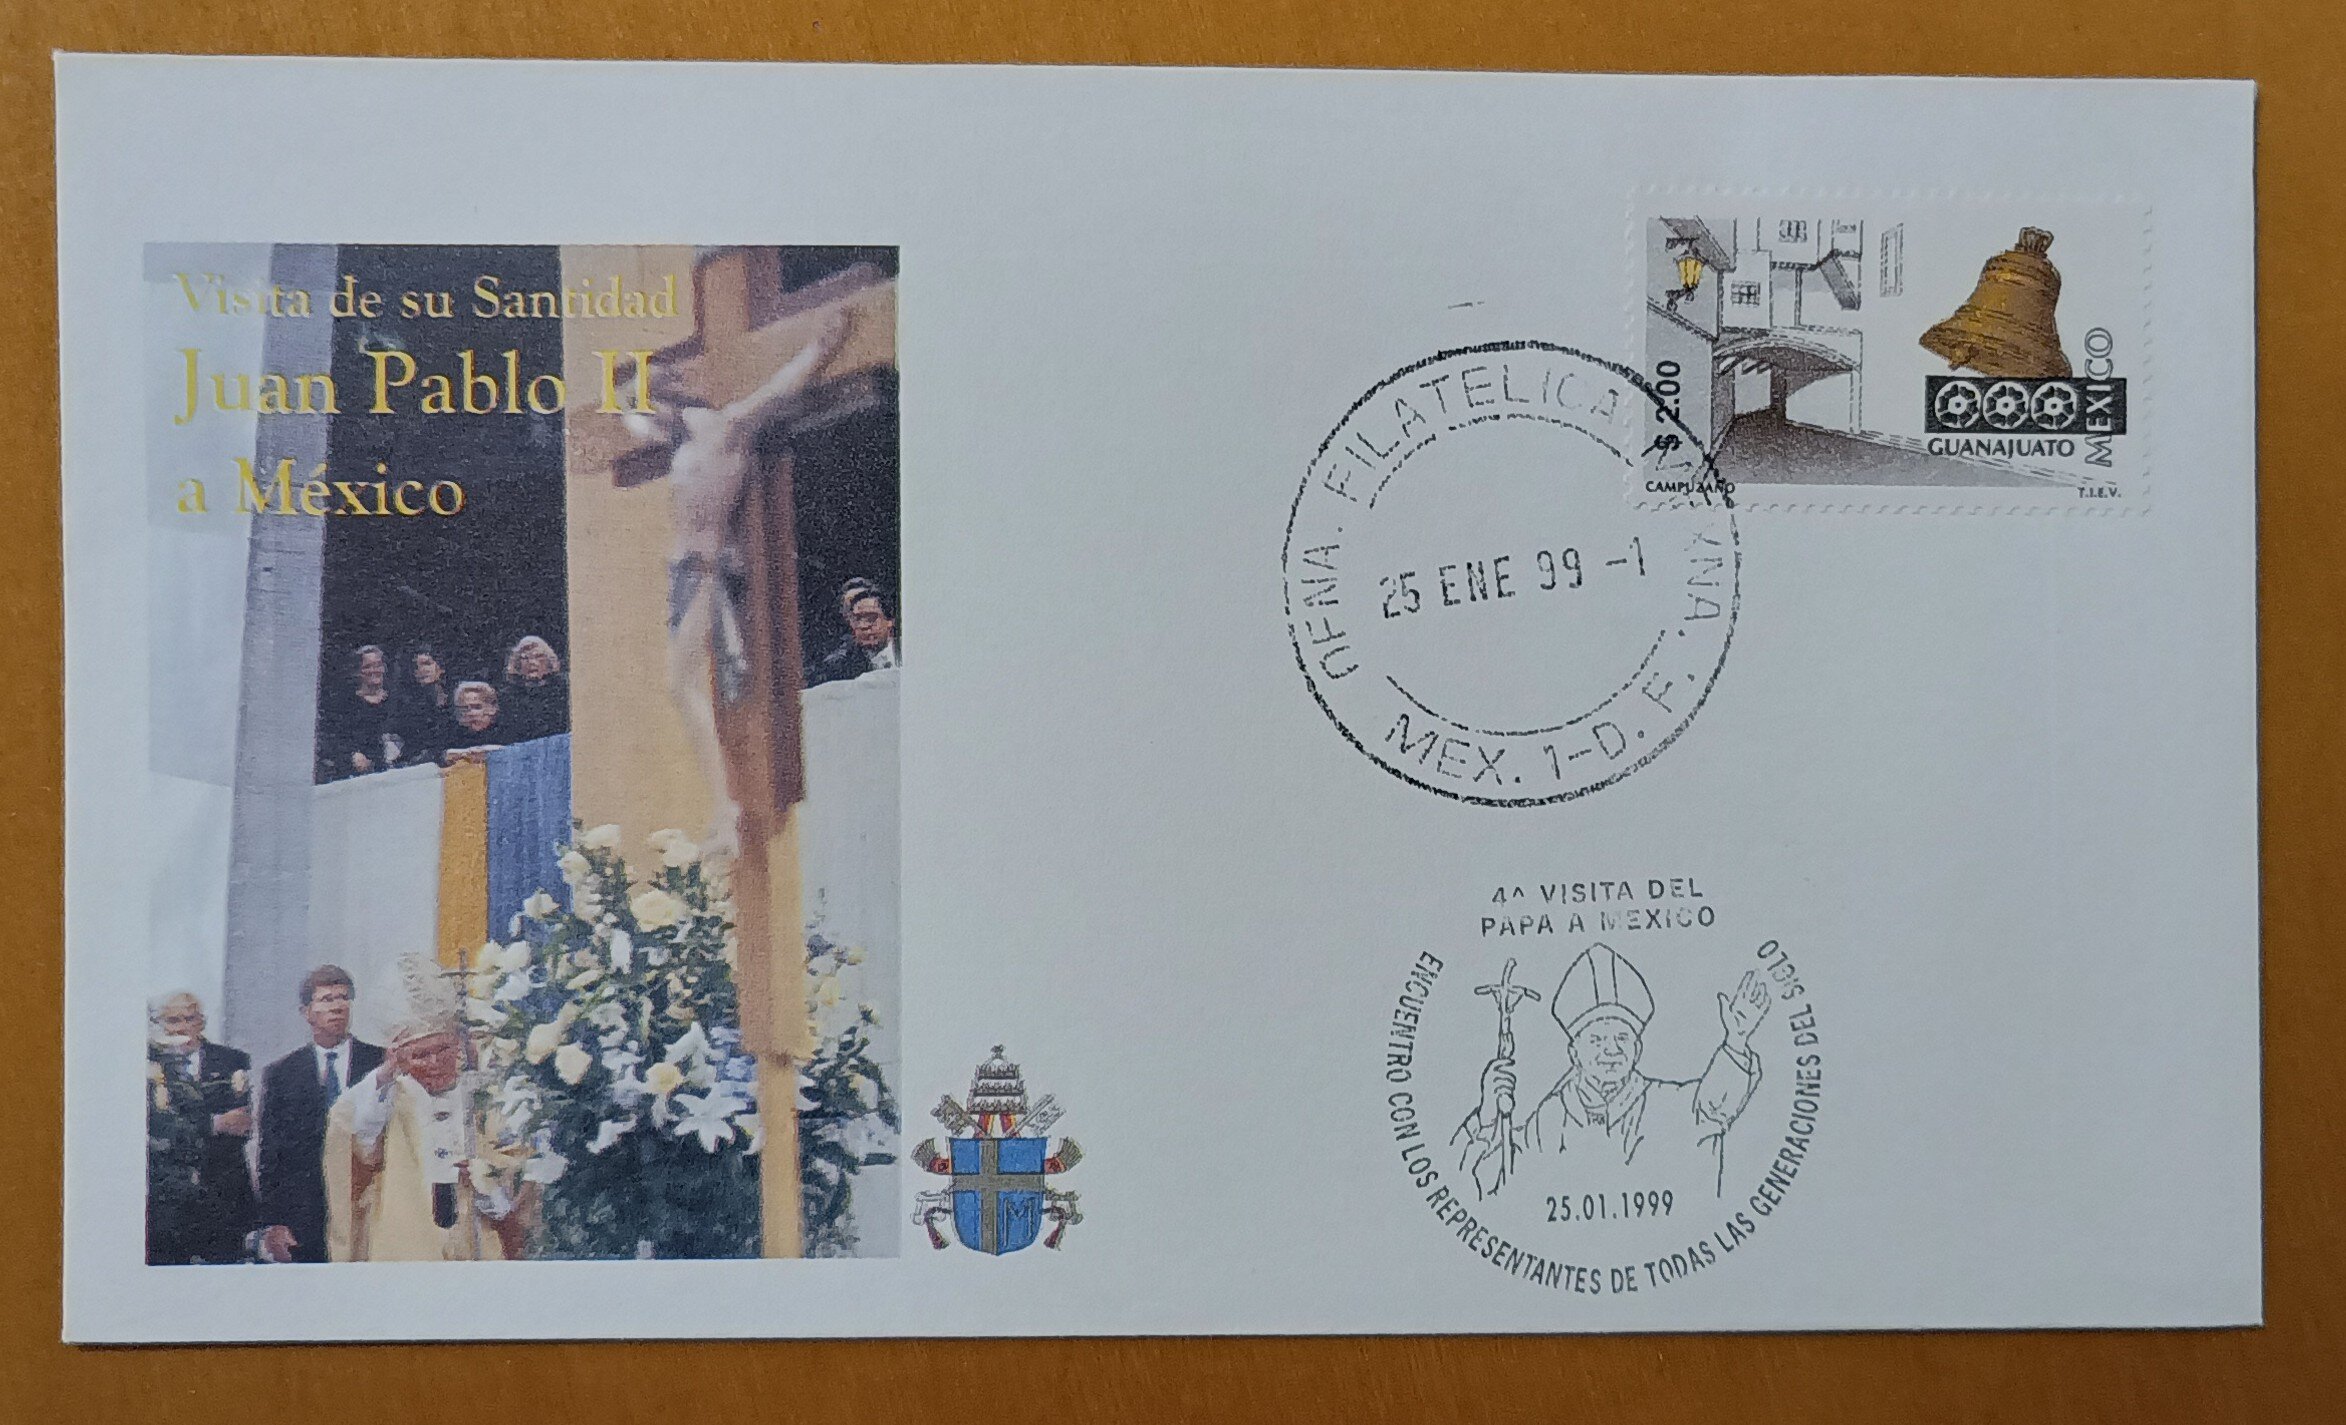 Visita de su Santidad
Juan Pablo II
a México
$ 2.00
MEXICO
GUANAJUATO
CAMPUZANO
T.I.E.V.
OFNA. FILATELICA MEXICANA.
25 ENE 99 -1
MEX. 1-D. F.
4^ VISITA DEL
PAPA A MEXICO
ENCUENTRO CON LOS REPRESENTANTES DE TODAS LAS GENERACIONES DEL SIGLO
25.01.1999
M